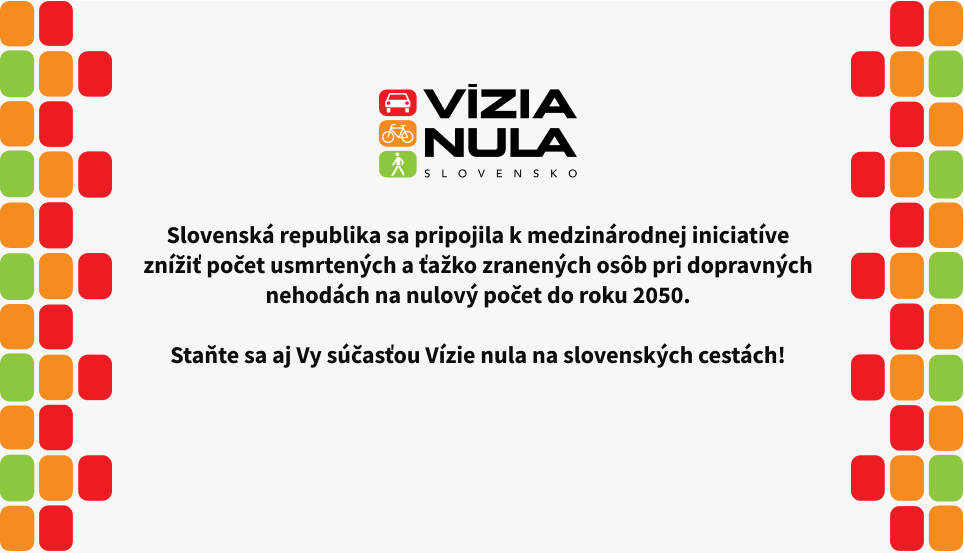 VÍZIA
NULA
SLOVENSKO
Slovenská republika sa pripojila k medzinárodnej iniciatíve
znížiť počet usmrtených a ťažko zranených osôb pri dopravných
nehodách na nulový počet do roku 2050.
Staňte sa aj Vy súčasťou Vízie nula na slovenských cestách!